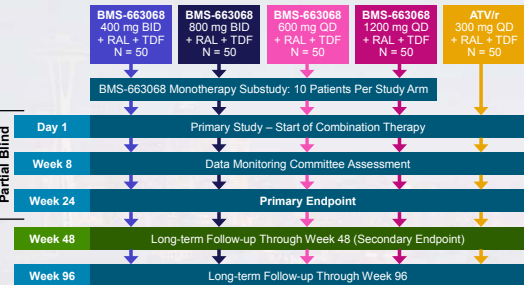 BMS-663068
400 mg BID
+ RAL + TDF
N = 50
BMS-663068
800 mg BID
+ RAL + TDF
N = 50
BMS-663068
600 mg QD
+ RAL + TDF
N = 50
BMS-663068
1200 mg QD
+ RAL + TDF
N = 50
ATV/r
300 mg QD
+ RAL + TDF
N = 50
BMS-663068 Monotherapy Substudy: 10 Patients Per Study Arm
Partial Blind
Day 1
Primary Study – Start of Combination Therapy
Week 8
Data Monitoring Committee Assessment
Week 24
Primary Endpoint
Week 48
Long-term Follow-up Through Week 48 (Secondary Endpoint)
Week 96
Long-term Follow-up Through Week 96